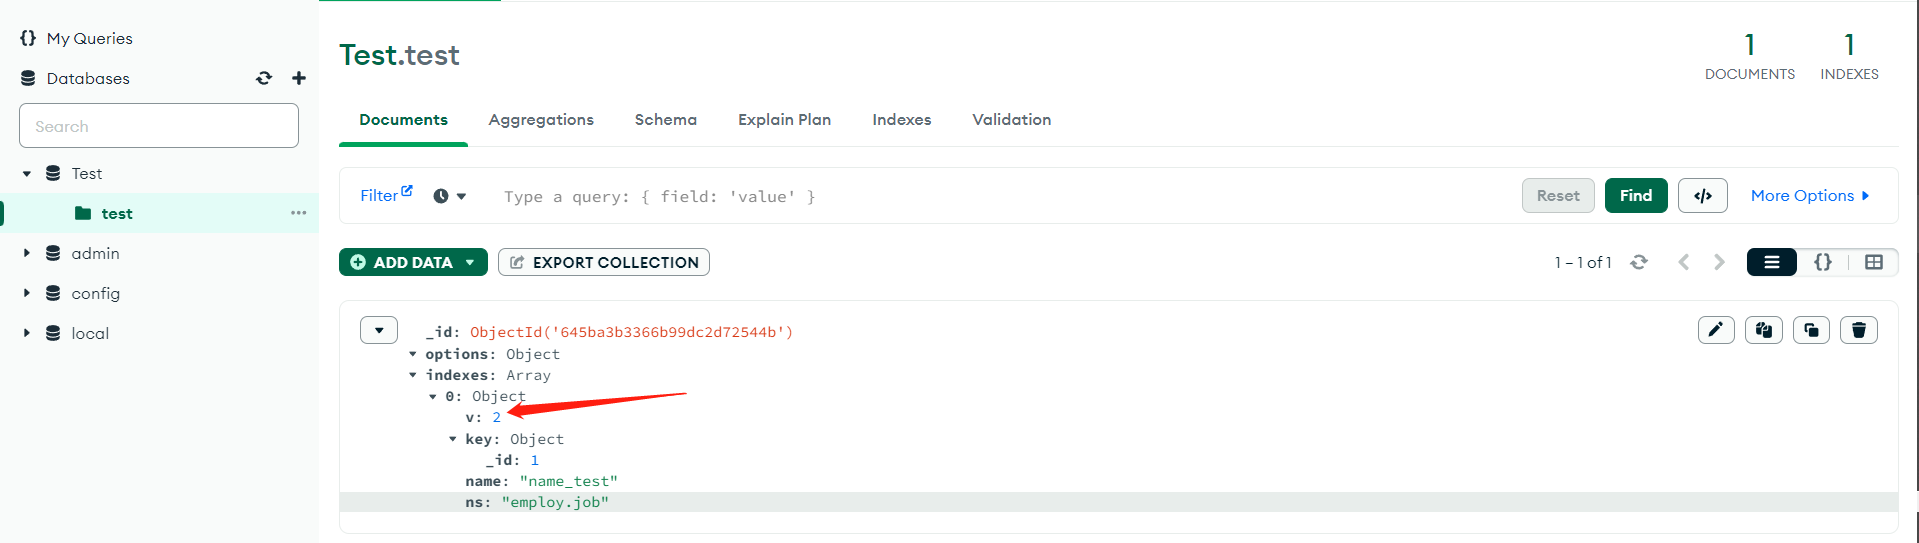 My Queries
Databases
Search
Test
test
admin
config
local
Test.test
1
DOCUMENTS
1
INDEXES
Documents
Aggregations
Schema
Explain Plan
Indexes
Validation
Filter
Type a query: { field: 'value' }
Reset
Find
</>
More Options
ADD DATA
EXPORT COLLECTION
1 – 1 of 1
{}
_id: ObjectId('645ba3b3366b99dc2d72544b')
options: Object
indexes: Array
0: Object
v: 2
key: Object
_id: 1
name: "name_test"
ns: "employ.job"